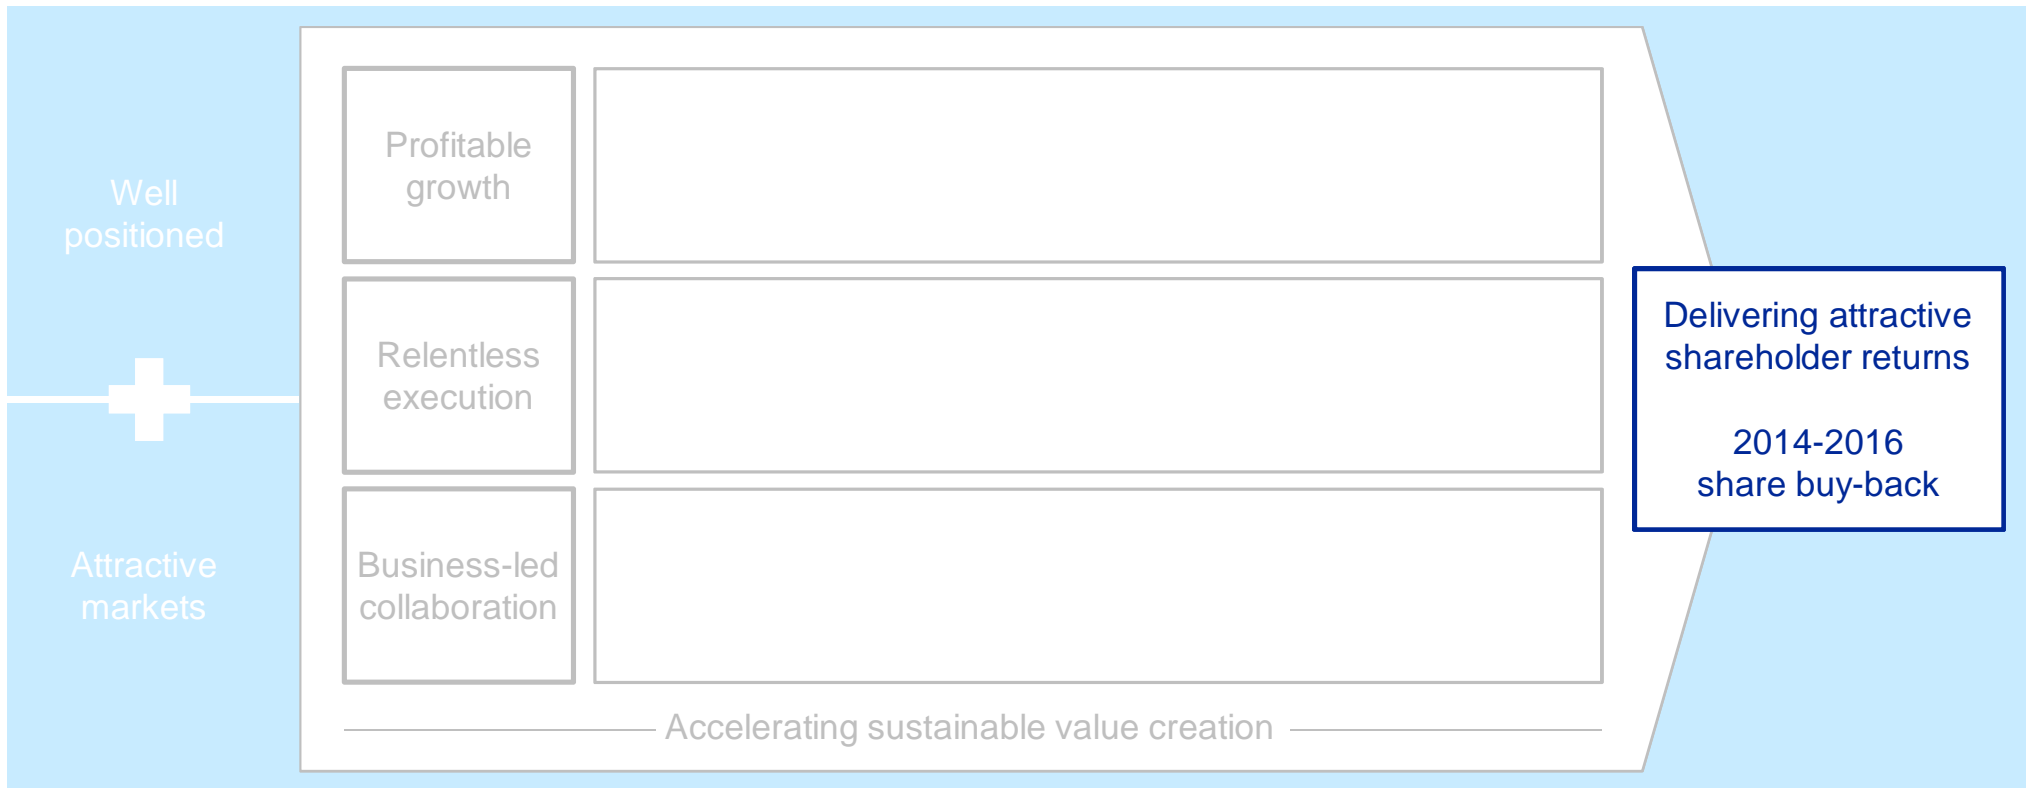 Well
positioned
Attractive
markets
Profitable
growth
Relentless
execution
Business-led
collaboration
Accelerating sustainable value creation
Delivering attractive
shareholder returns
2014-2016
share buy-back